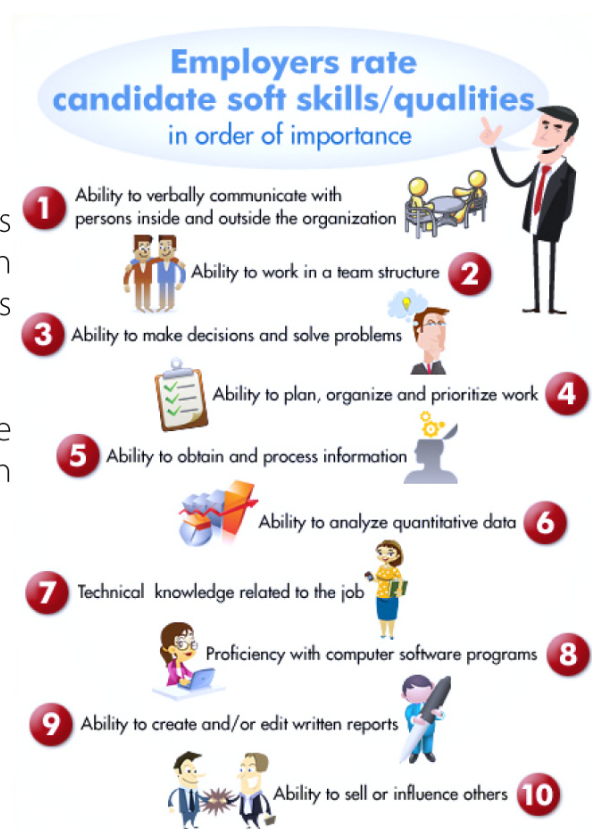 Employers rate
candidate soft skills/qualities
in order of importance
1 Ability to verbally communicate with
persons inside and outside the organization
Ability to work in a team structure 2
3 Ability to make decisions and solve problems
Ability to plan, organize and prioritize work 4
5 Ability to obtain and process information
Ability to analyze quantitative data 6
7 Technical knowledge related to the job
Proficiency with computer software programs 8
9 Ability to create and/or edit written reports
Ability to sell or influence others 10